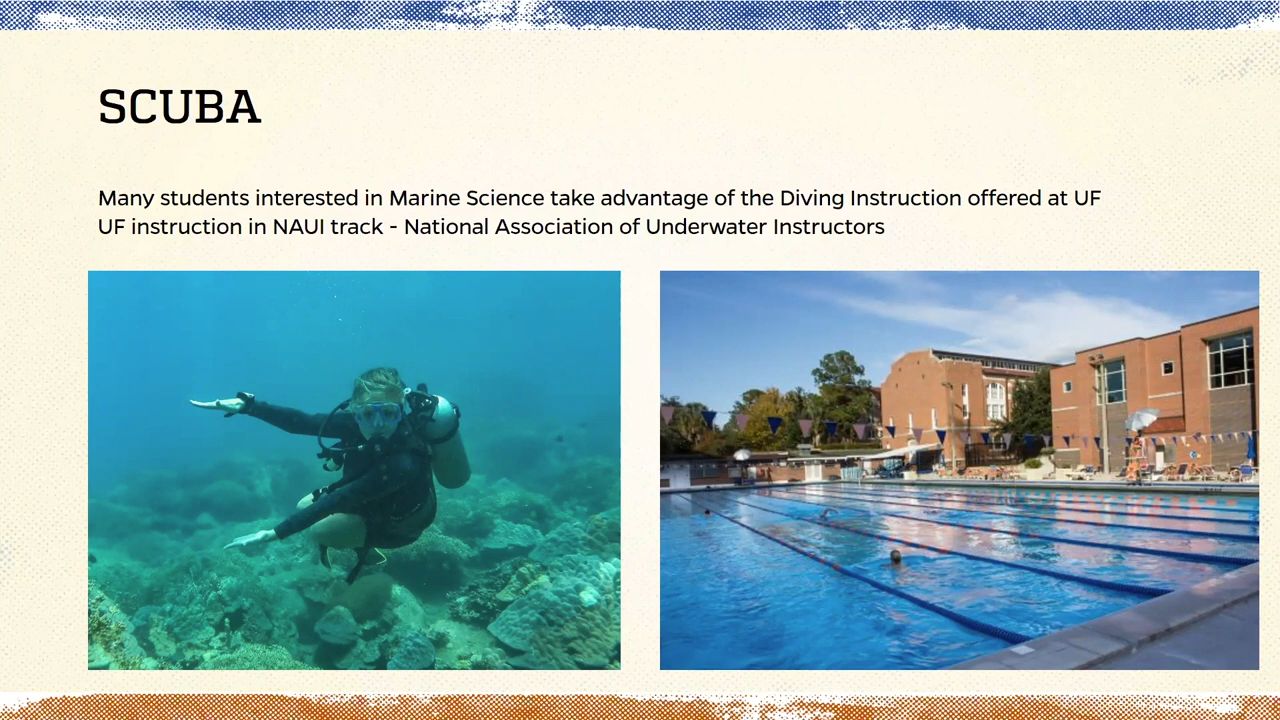 SCUBA
Many students interested in Marine Science take advantage of the Diving Instruction offered at UF
UF instruction in NAUI track - National Association of Underwater Instructors